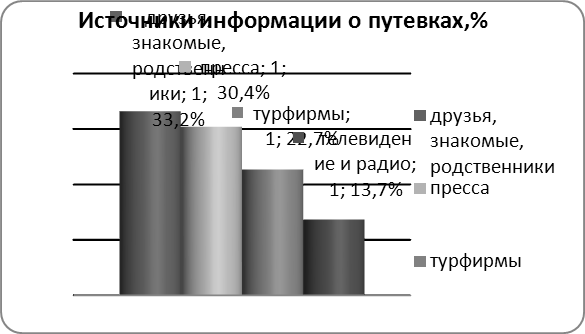 Источники информации о путевках,%
друзья,
знакомые,
родственн
ики; 1;
33,2%
пресса; 1;
30,4%
турфирмы;
1; 22,7%
телевиден
ие и радио;
1; 13,7%
друзья,
знакомые,
родственники
пресса
турфирмы